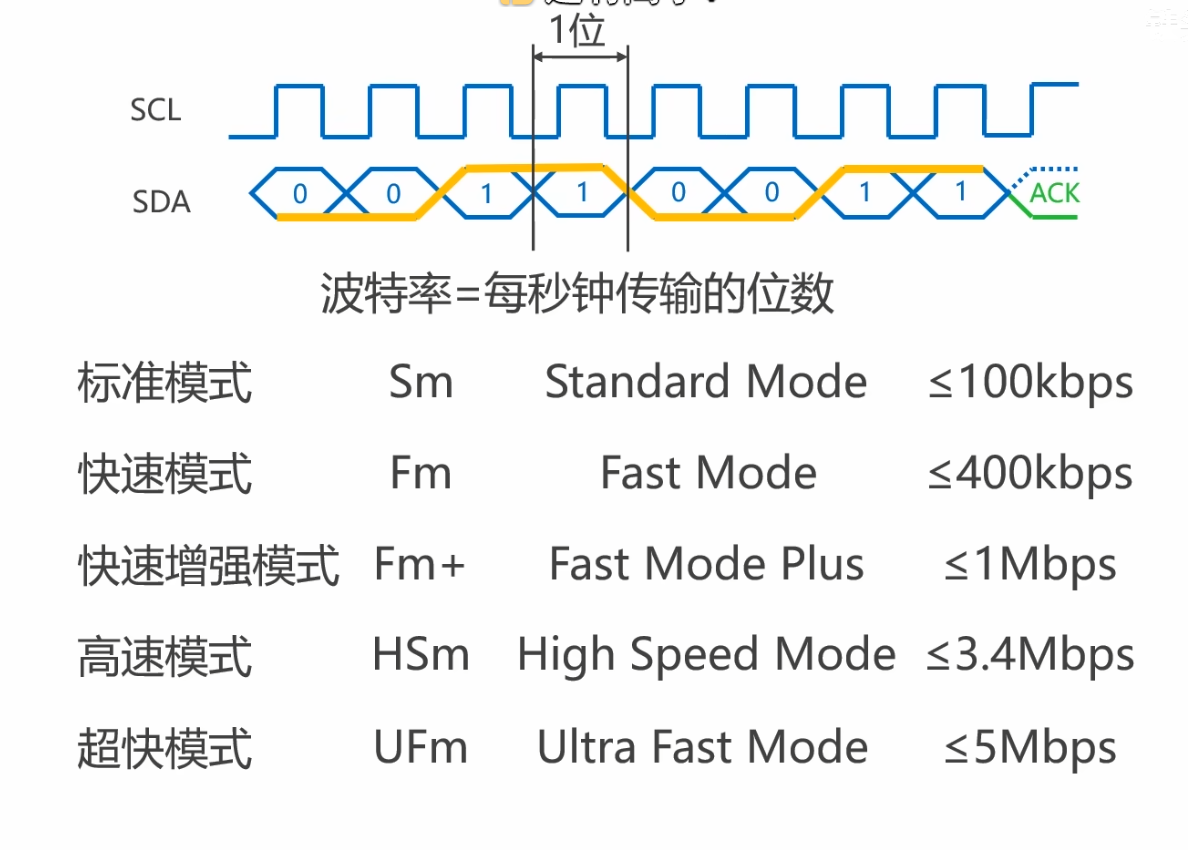 1位
SCL
SDA 0 0 1 1 0 0 1 1 ACK
波特率=每秒钟传输的位数
标准模式 Sm Standard Mode ≤100kbps
快速模式 Fm Fast Mode ≤400kbps
快速增强模式 Fm+ Fast Mode Plus ≤1Mbps
高速模式 HSm High Speed Mode ≤3.4Mbps
超快模式 UFm Ultra Fast Mode ≤5Mbps